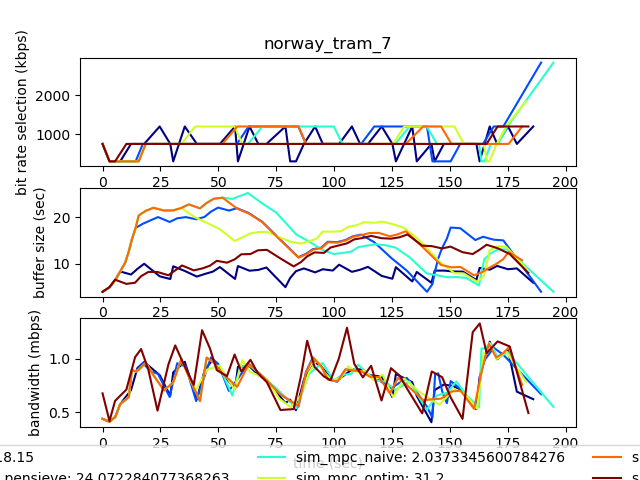 norway_tram_7
bit rate selection (kbps)
2000
1000
0 25 50 75 100 125 150 175 200
buffer size (sec)
20
10
0 25 50 75 100 125 150 175 200
bandwidth (mbps)
1.0
0.5
0 25 50 75 100 125 150 175 200
time (sec)
8.15 sim_mpc_naive: 2.0373345600784276 s
pensieve: 24.072284077368263 sim_mpc_optim: 31.2 s